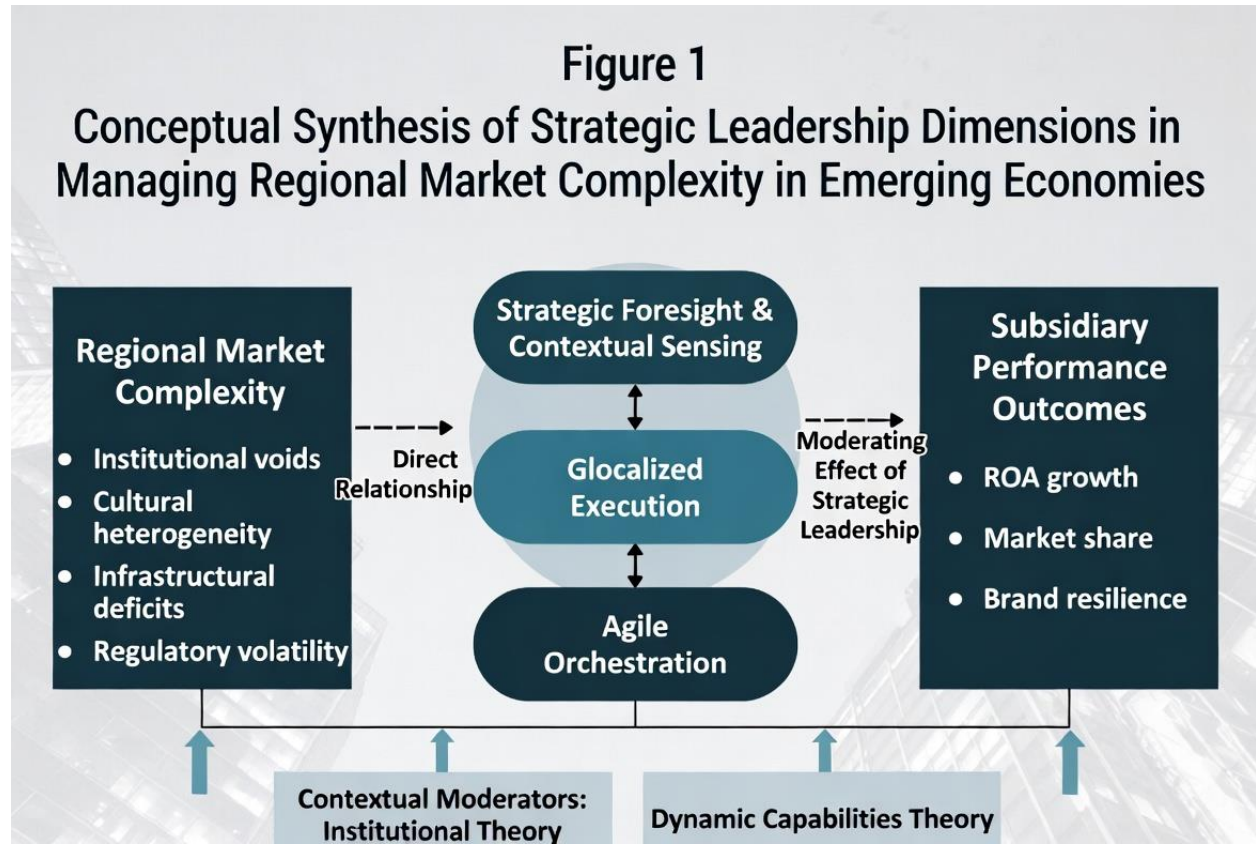 Figure 1
Conceptual Synthesis of Strategic Leadership Dimensions in
Managing Regional Market Complexity in Emerging Economies
Regional Market
Complexity
• Institutional voids
• Cultural
heterogeneity
• Infrastructural
deficits
• Regulatory volatility
Direct
Relationship
Strategic Foresight &
Contextual Sensing
Glocalized
Execution
Agile
Orchestration
Moderating
Effect of
Strategic
Leadership
Subsidiary
Performance
Outcomes
• ROA growth
• Market share
• Brand resilience
Contextual Moderators:
Institutional Theory
Dynamic Capabilities Theory